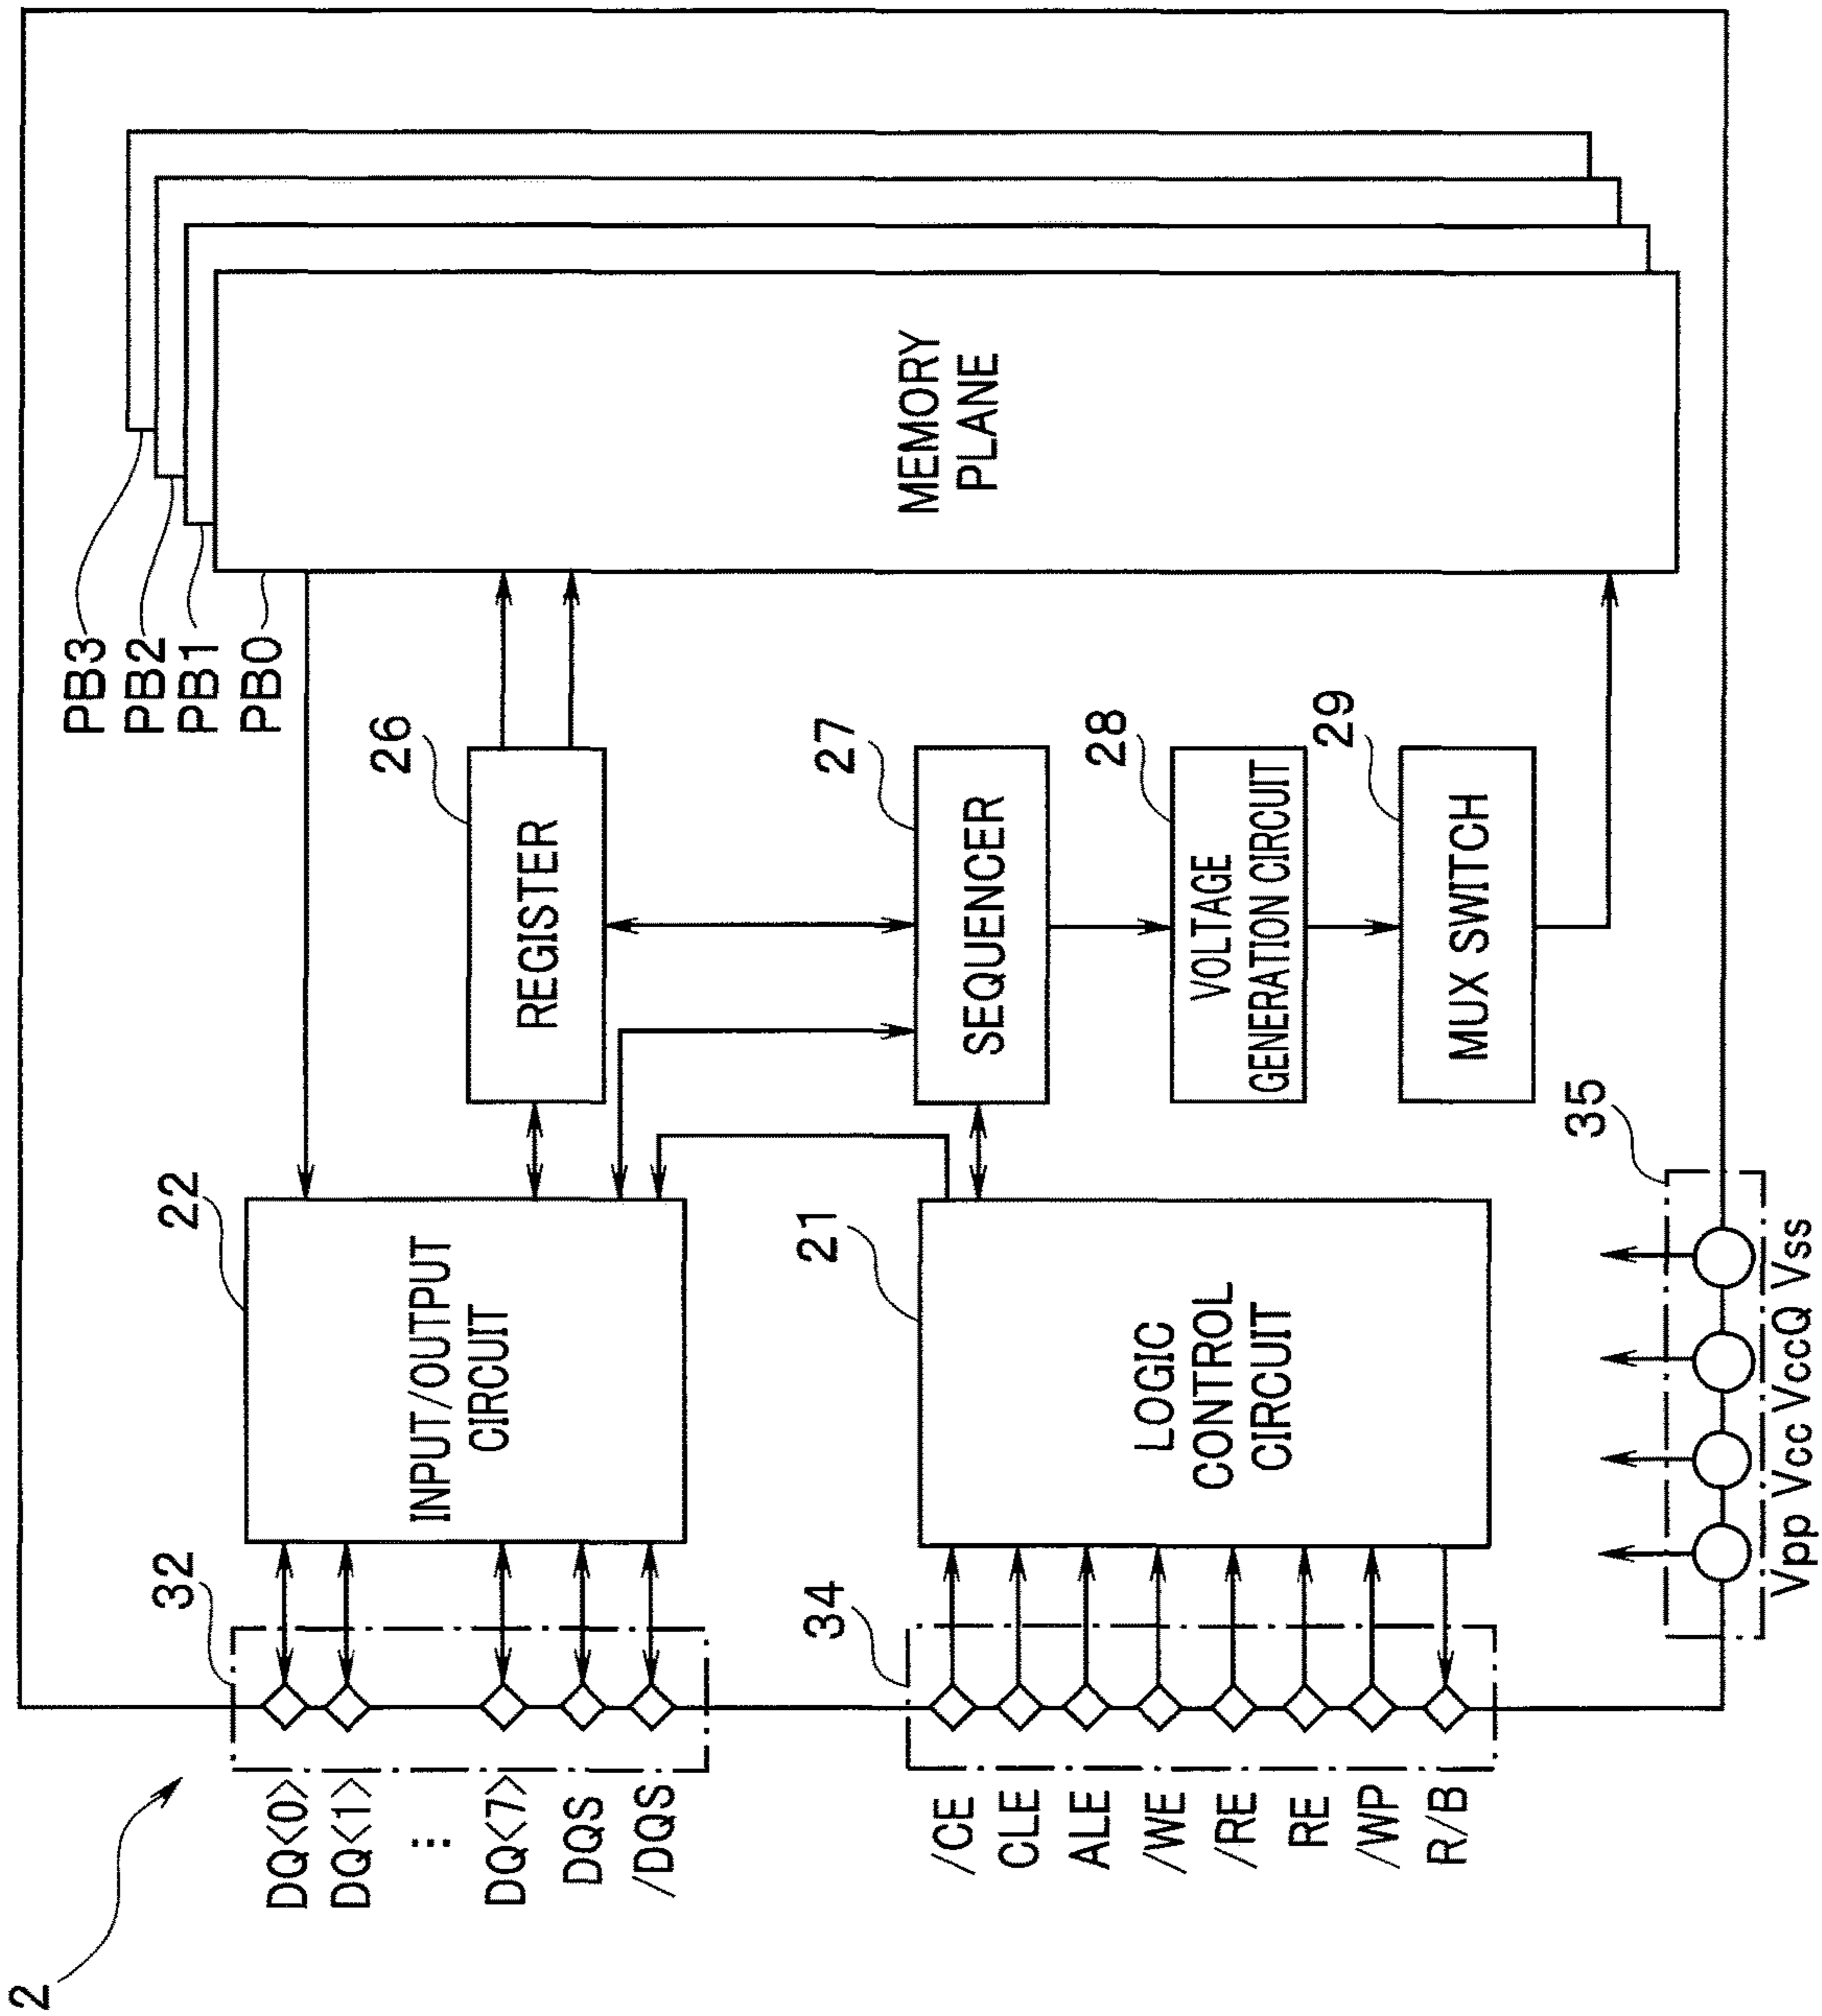 2
32
DQ<0>
DQ<1>
⋮
DQ<7>
DQS
/DQS
34
/CE
CLE
ALE
/WE
/RE
RE
/WP
R/B
22
INPUT/OUTPUT
CIRCUIT
21
LOGIC
CONTROL
CIRCUIT
35
Vpp Vcc VccQ Vss
26
REGISTER
27
SEQUENCER
28
VOLTAGE
GENERATION CIRCUIT
29
MUX SWITCH
PB3
PB2
PB1
PB0
MEMORY
PLANE